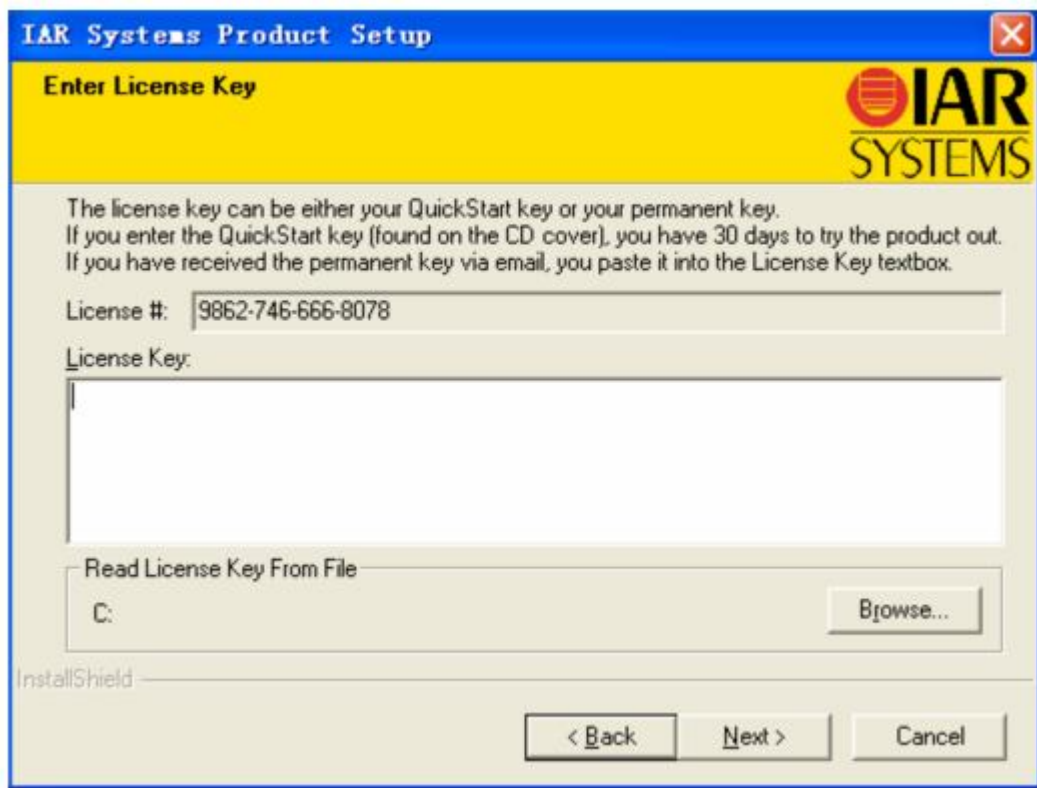 IAR Systems Product Setup
Enter License Key
IAR
SYSTEMS
The license key can be either your QuickStart key or your permanent key.
If you enter the QuickStart key (found on the CD cover), you have 30 days to try the product out.
If you have received the permanent key via email, you paste it into the License Key textbox.
License #: 9862-746-666-8078
License Key:
Read License Key From File
C:
Browse...
InstallShield
< Back Next > Cancel